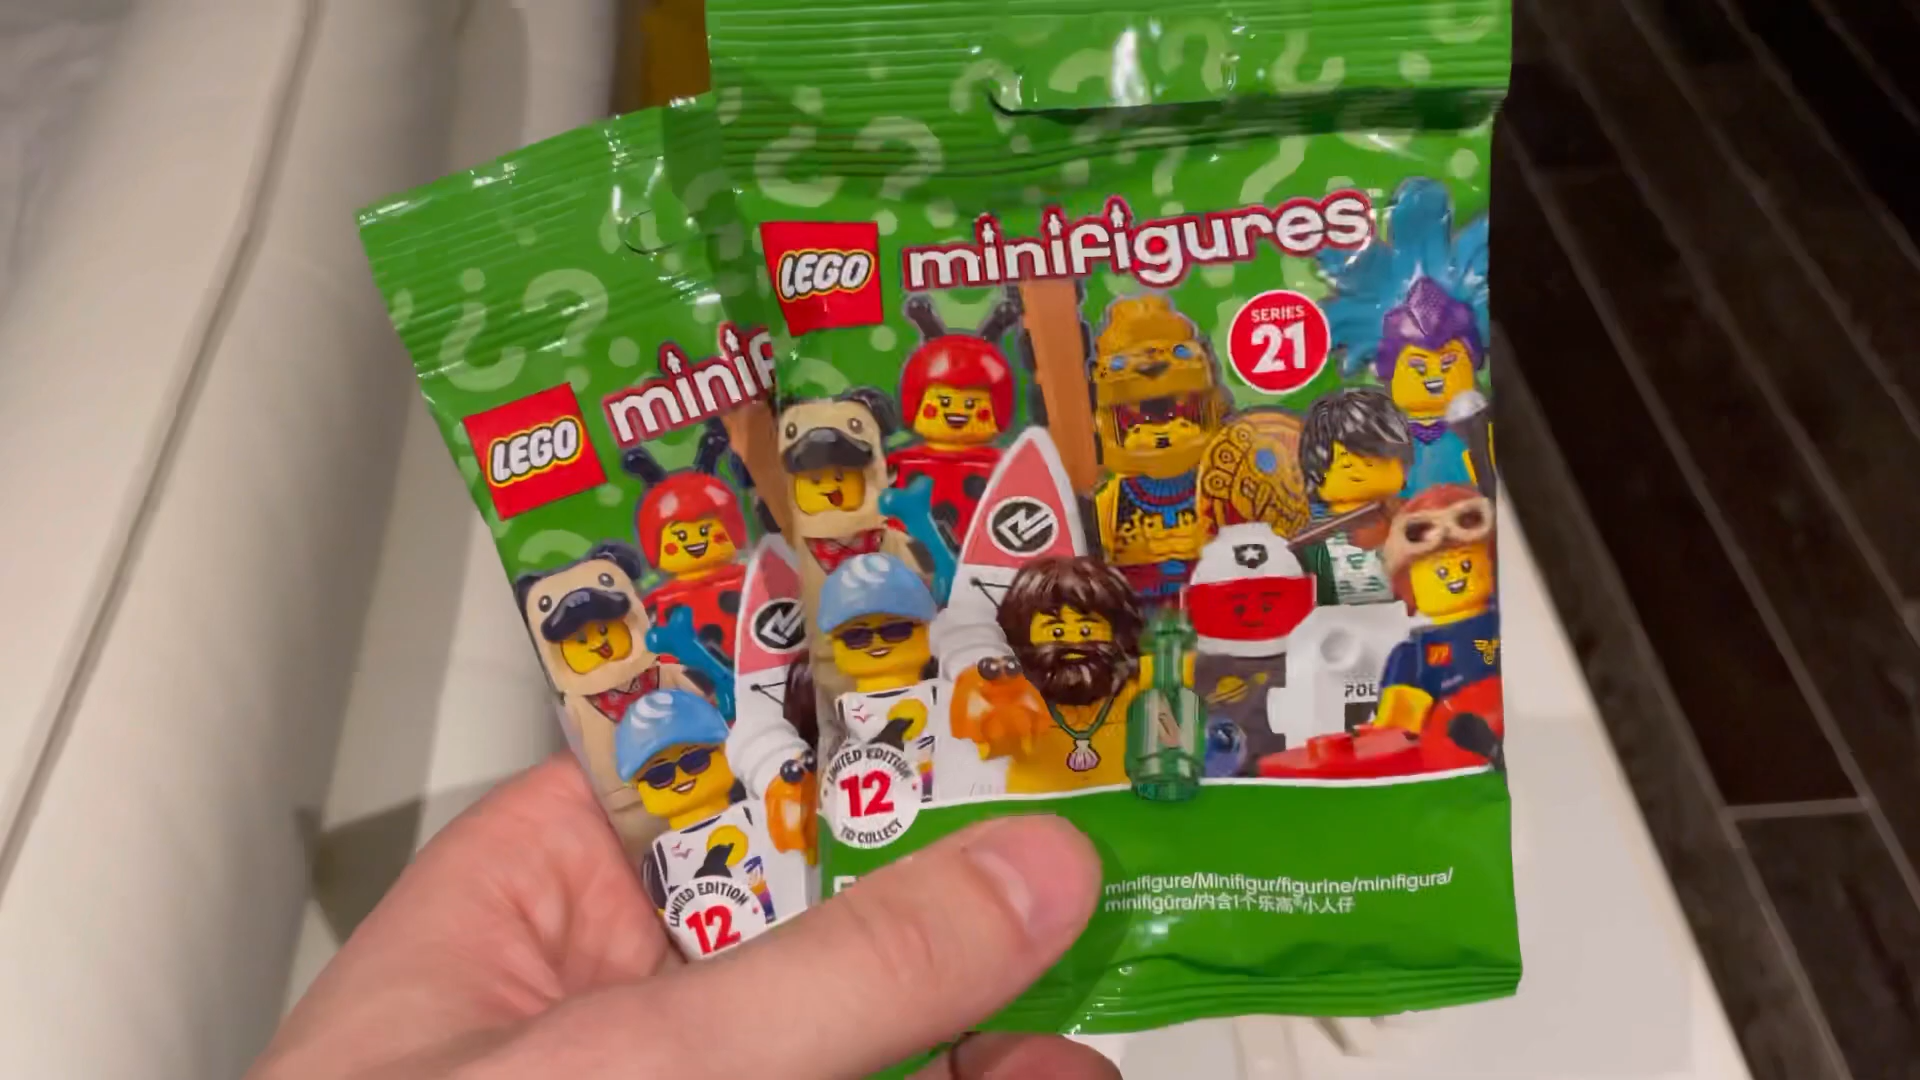 LEGO
minifigures
SERIES
21
LIMITED EDITION
12
TO COLLECT
POL
minifigure/Minifigur/figurine/minifigura/
minifigūra/内含1个乐高®小人仔
LEGO
minif
LIMITED EDITION
12